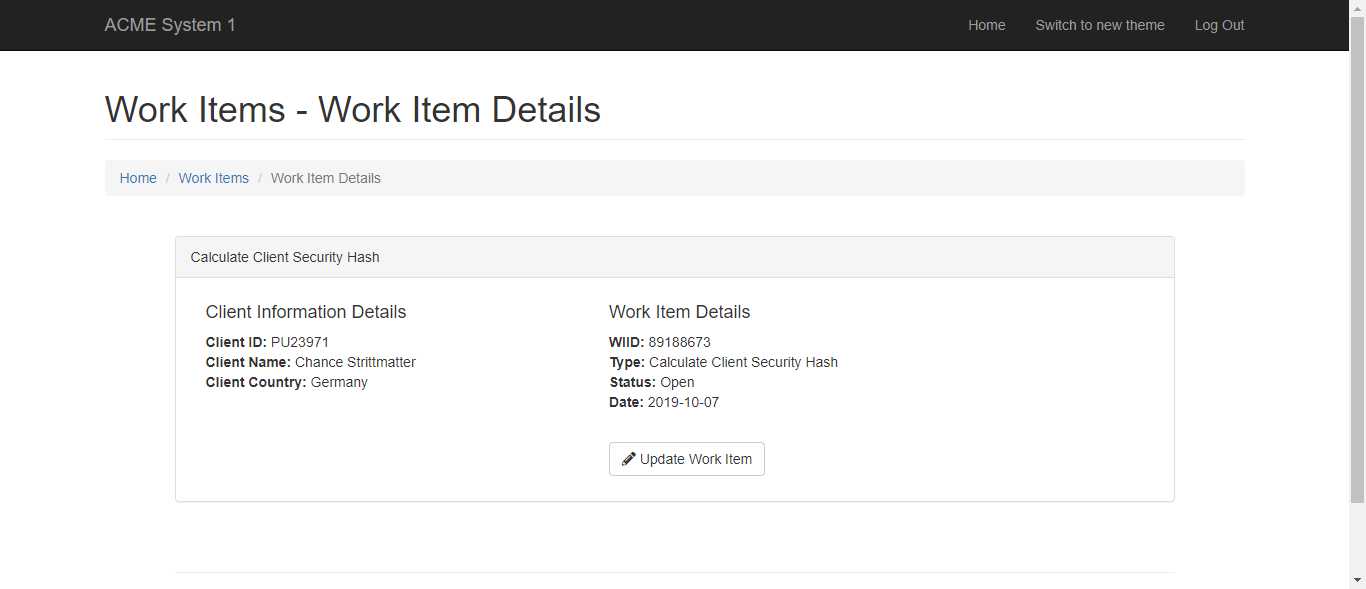 ACME System 1
Home
Switch to new theme
Log Out
Work Items - Work Item Details
Home / Work Items / Work Item Details
Calculate Client Security Hash
Client Information Details
Client ID: PU23971
Client Name: Chance Strittmatter
Client Country: Germany
Work Item Details
WIID: 89188673
Type: Calculate Client Security Hash
Status: Open
Date: 2019-10-07
Update Work Item